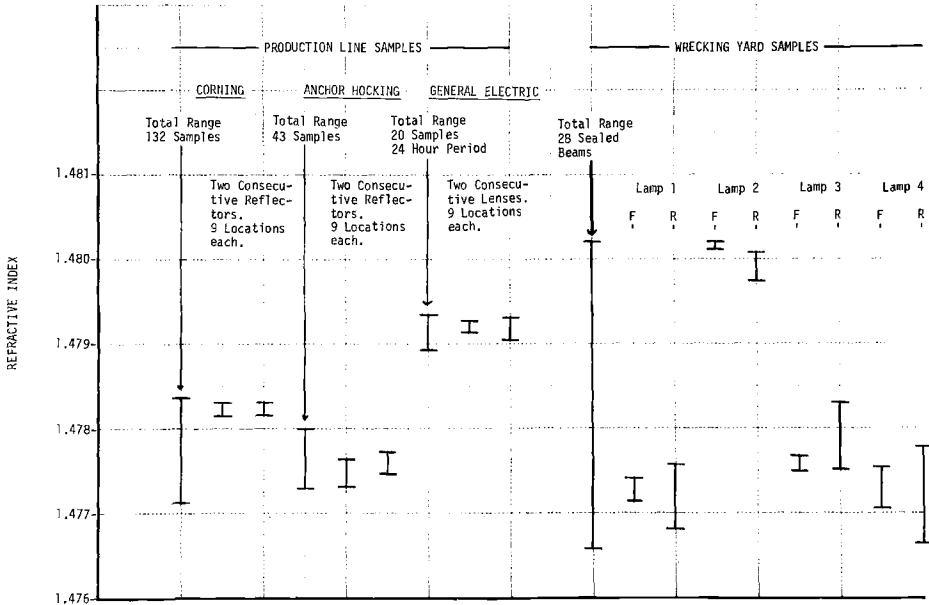 PRODUCTION LINE SAMPLES
WRECKING YARD SAMPLES
CORNING
ANCHOR HOCKING
GENERAL ELECTRIC
Total Range
132 Samples
Total Range
43 Samples
Total Range
20 Samples
24 Hour Period
Total Range
28 Sealed
Beams
Two Consecu-
tive Reflec-
tors.
9 Locations
each.
Two Consecu-
tive Reflec-
tors.
9 Locations
each.
Two Consecu-
tive Lenses.
9 Locations
each.
Lamp 1
Lamp 2
Lamp 3
Lamp 4
F R F R F R F R
REFRACTIVE INDEX
1.481
1.480
1.479
1.478
1.477
1.476